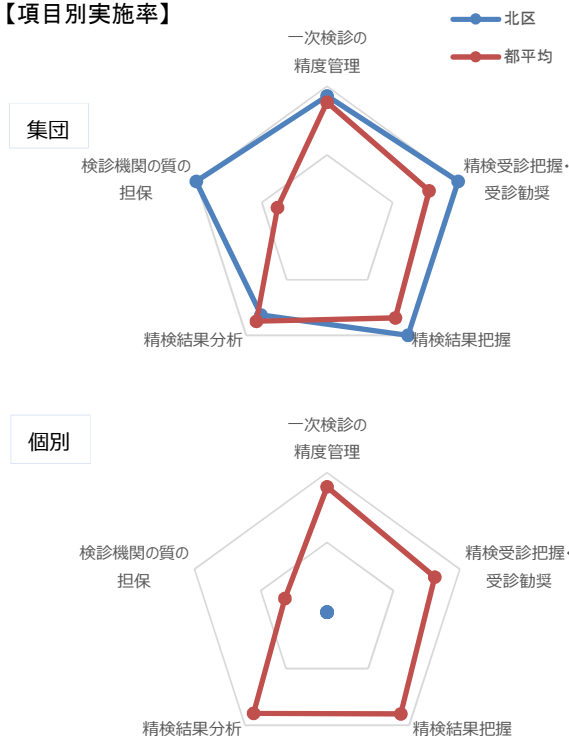 【項目別実施率】
北区
都平均
集団
一次検診の
精度管理
検診機関の質の
担保
精検受診把握・
受診勧奨
精検結果分析
精検結果把握
個別
一次検診の
精度管理
検診機関の質の
担保
精検受診把握・
受診勧奨
精検結果分析
精検結果把握